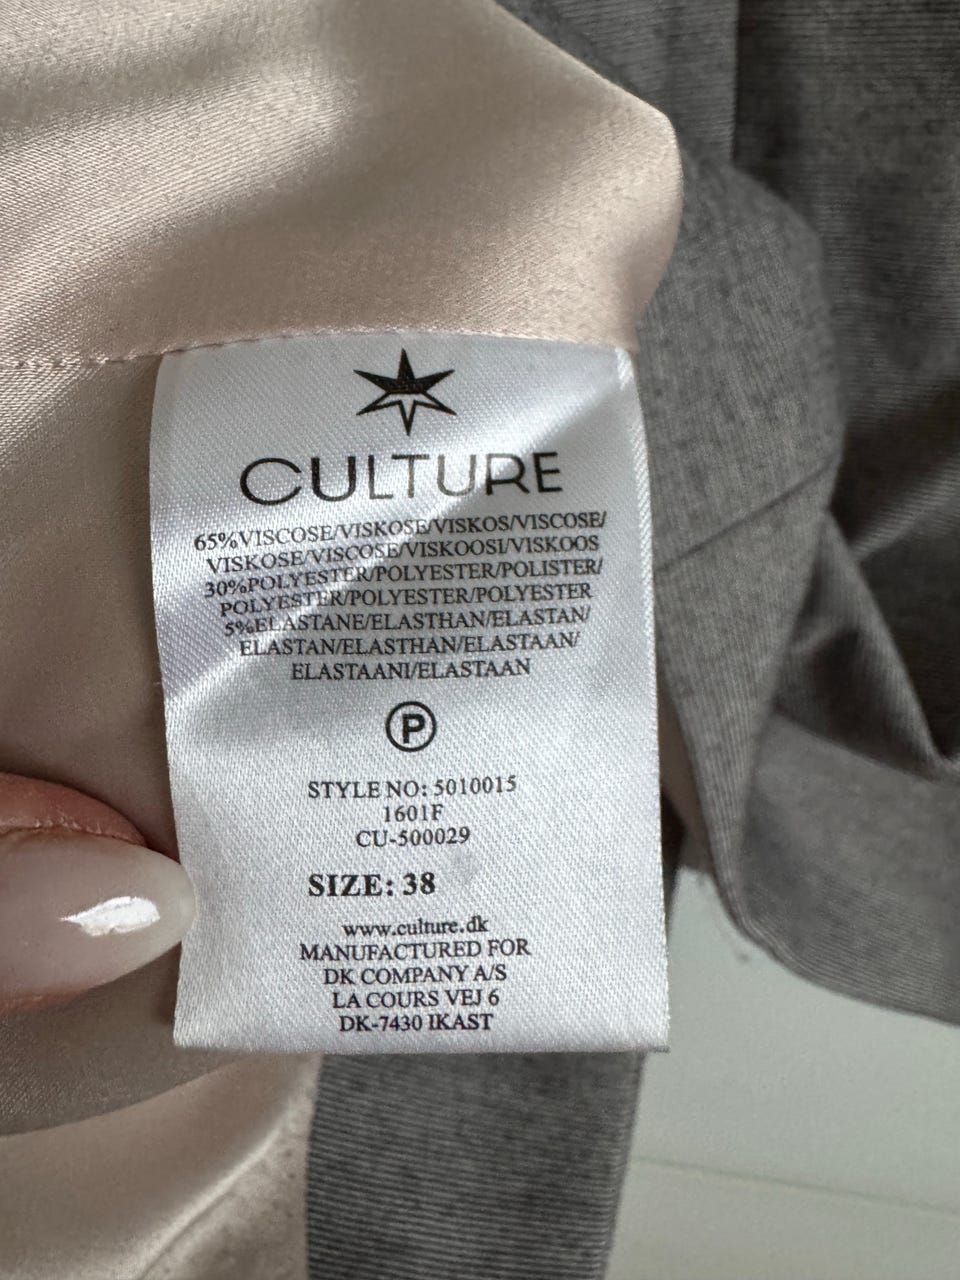 CULTURE
65%VISCOSE/VISKOSE/VISKOS/VISCOSE/
VISKOSE/VISCOSE/VISKOOSI/VISKOOS
30%POLYESTER/POLYESTER/POLISTER/
POLYESTER/POLYESTER/POLYESTER
5%ELASTANE/ELASTHAN/ELASTAN/
ELASTAN/ELASTHAN/ELASTAAN/
ELASTAANI/ELASTAAN
P
STYLE NO: 5010015
1601F
CU-500029
SIZE: 38
www.culture.dk
MANUFACTURED FOR
DK COMPANY A/S
LA COURS VEJ 6
DK-7430 IKAST